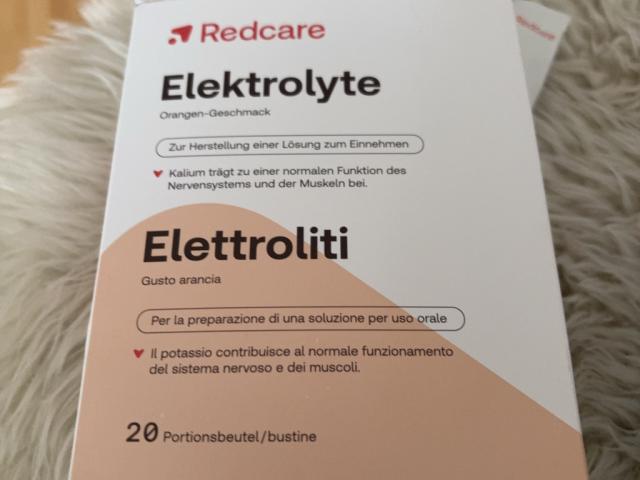 Redcare
Redcare
Elektrolyte
Orangen-Geschmack
Zur Herstellung einer Lösung zum Einnehmen
Kalium trägt zu einer normalen Funktion des
Nervensystems und der Muskeln bei.
Elettroliti
Gusto arancia
Per la preparazione di una soluzione per uso orale
Il potassio contribuisce al normale funzionamento
del sistema nervoso e dei muscoli.
20 Portionsbeutel/bustine